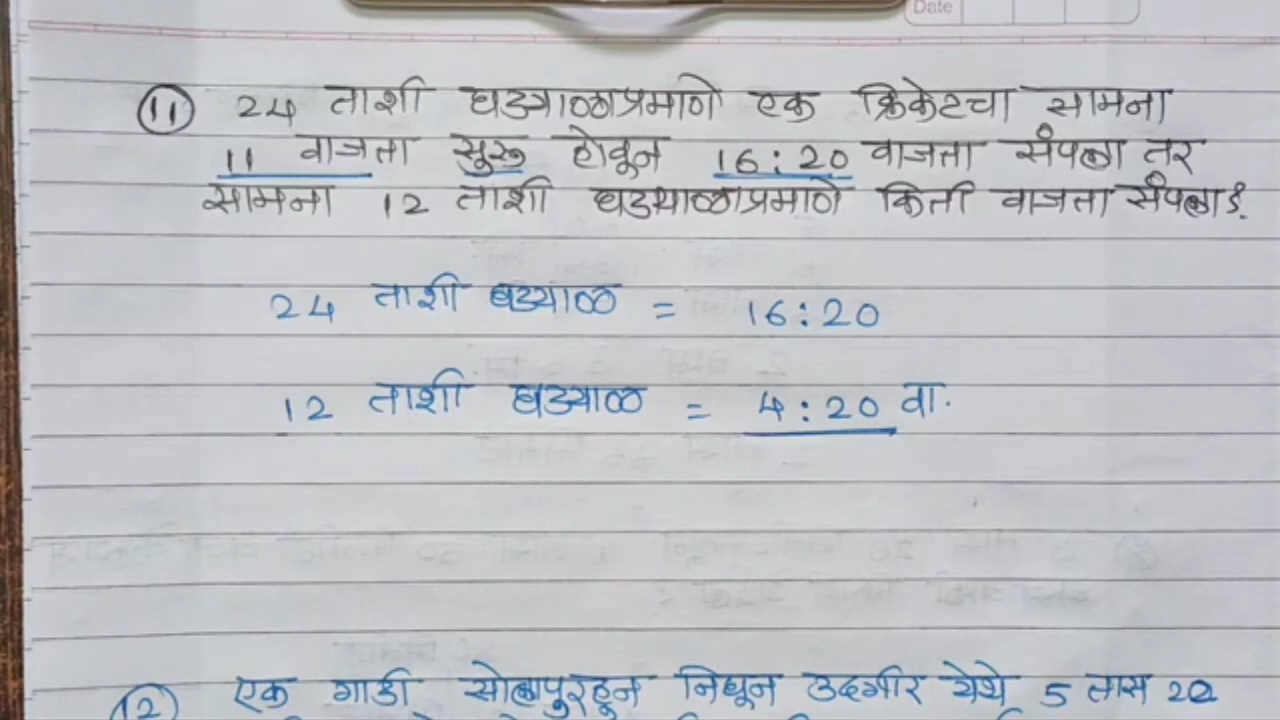 Date
(11) 24 ताशी घड्याळाप्रमाणे एक क्रिकेटचा सामना
11 वाजता सुरू होवून 16:20 वाजता संपला तर
सामना 12 ताशी घड्याळाप्रमाणे किती वाजता संपला ?
24 ताशी घड्याळ = 16:20
12 ताशी घड्याळ = 4:20 वा.
(12) एक गाडी सोलापुरहून निघून उदगीर येथे 5 तास 20